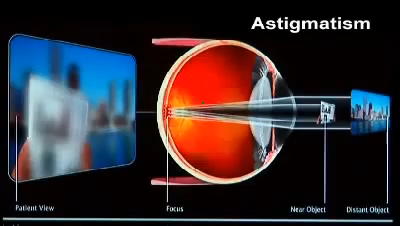 Astigmatism
Patient View
Focus
Near Object
Distant Object